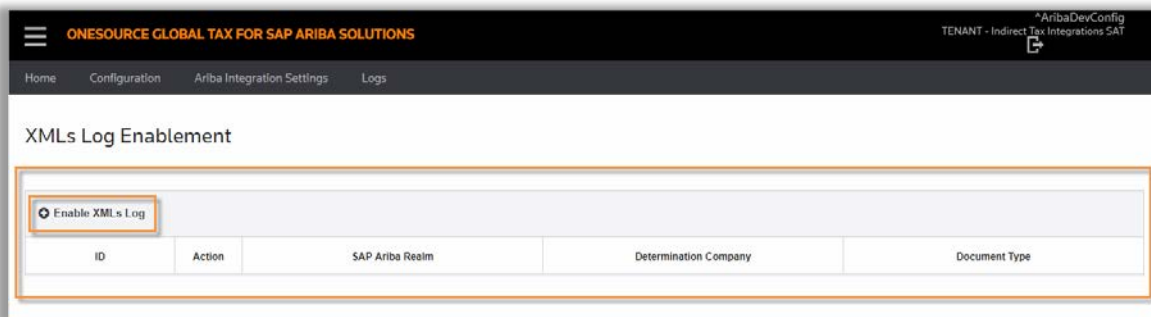 ^AribaDevConfig
ONESOURCE GLOBAL TAX FOR SAP ARIBA SOLUTIONS
TENANT - Indirect Tax Integrations SAT
Home Configuration Ariba Integration Settings Logs
XMLs Log Enablement
Enable XMLs Log
ID Action SAP Ariba Realm Determination Company Document Type